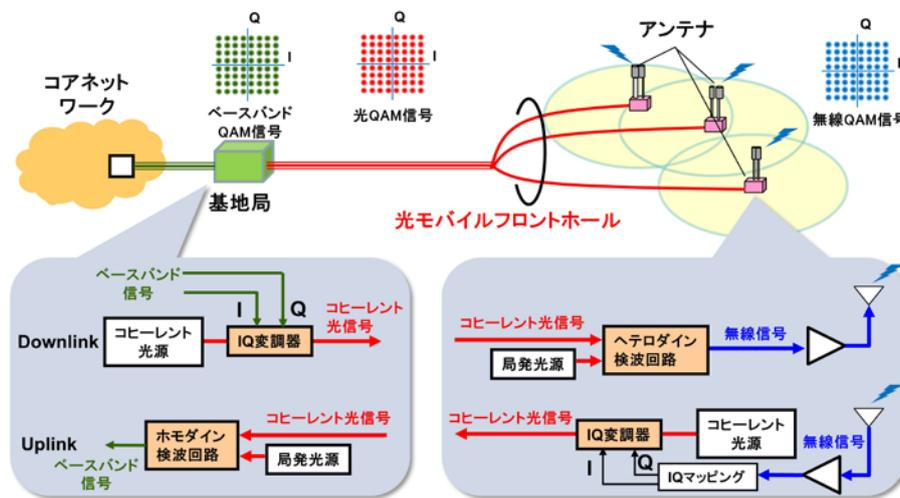 Q
I
ベースバンド
QAM信号
Q
I
光QAM信号
アンテナ
Q
I
無線QAM信号
コアネット
ワーク
基地局
光モバイルフロントホール
ベースバンド
信号
I
Q
コヒーレント
光信号
Downlink
コヒーレント
光源
IQ変調器
Uplink
ホモダイン
検波回路
コヒーレント光信号
局発光源
ベースバンド
信号
コヒーレント光信号
局発光源
ヘテロダイン
検波回路
無線信号
コヒーレント光信号
IQ変調器
コヒーレント
光源
無線信号
I
Q
IQマッピング